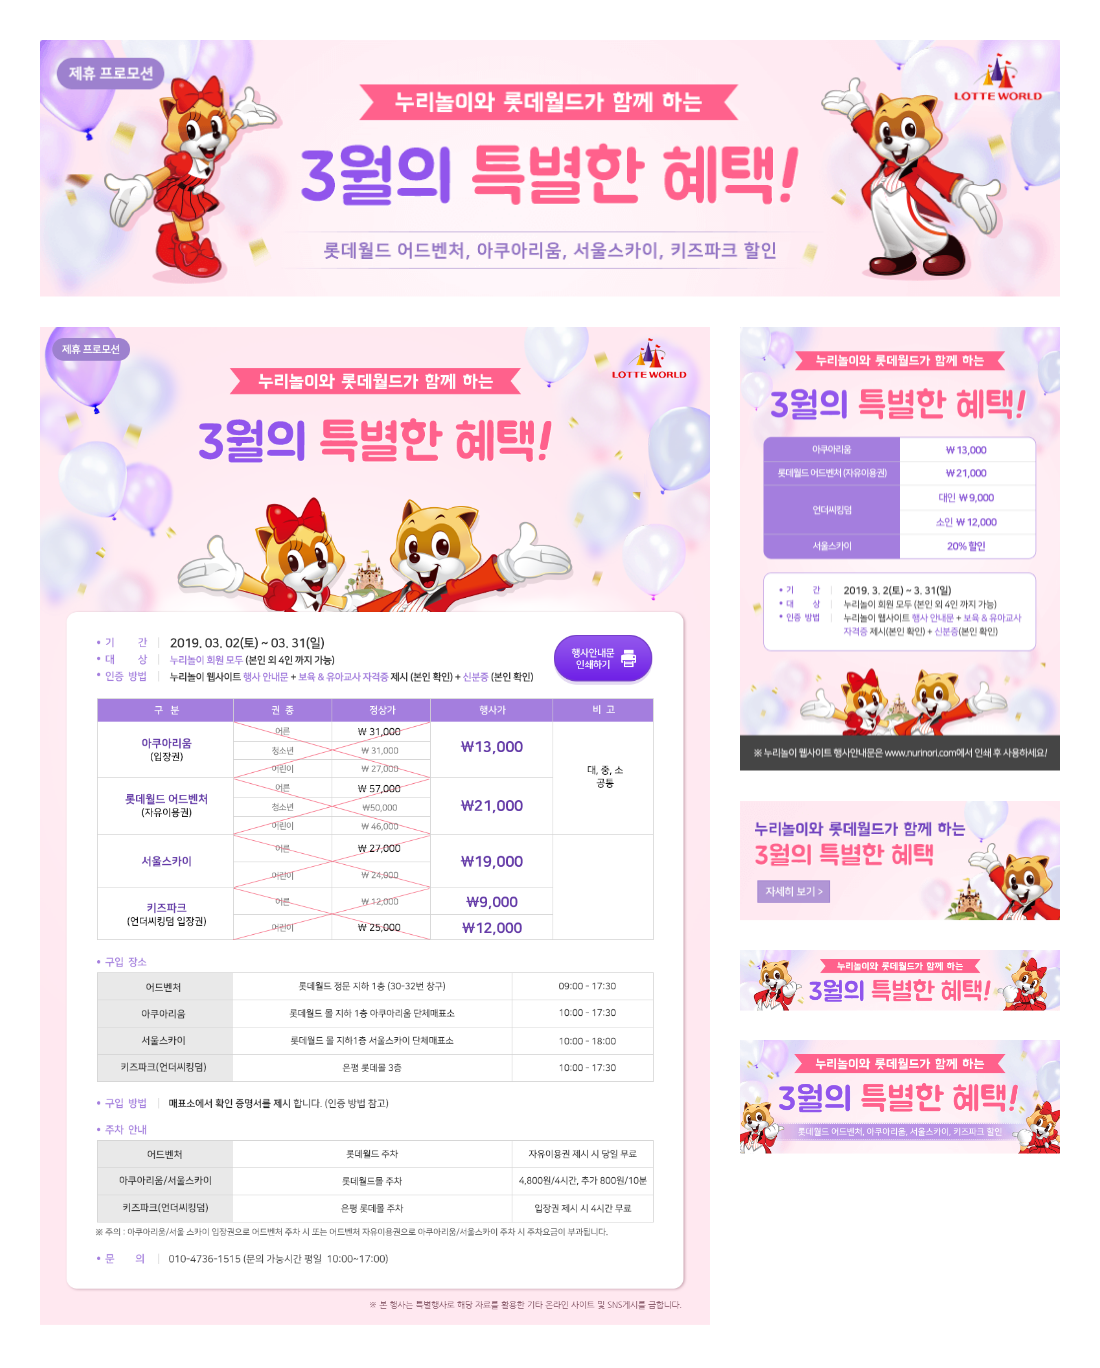 제휴 프로모션
LOTTE WORLD
누리놀이와 롯데월드가 함께 하는
3월의 특별한 혜택!
롯데월드 어드벤처, 아쿠아리움, 서울스카이, 키즈파크 할인
제휴 프로모션
LOTTE WORLD
누리놀이와 롯데월드가 함께 하는
3월의 특별한 혜택!
• 기 간 | 2019. 03. 02(토) ~ 03. 31(일)
• 대 상 | 누리놀이 회원 모두 (본인 외 4인 까지 가능)
• 인증 방법 | 누리놀이 웹사이트 행사 안내문 + 보육 & 유아교사 자격증 제시 (본인 확인) + 신분증 (본인 확인)
행사안내문
인쇄하기
구 분 권 종 정상가 행사가 비 고
아쿠아리움
(입장권)
어른 ₩ 31,000
청소년 ₩ 31,000
어린이 ₩ 27,000
₩13,000
대, 중, 소
공통
롯데월드 어드벤처
(자유이용권)
어른 ₩ 57,000
청소년 ₩50,000
어린이 ₩ 46,000
₩21,000
서울스카이
어른 ₩ 27,000
어린이 ₩ 24,000
₩19,000
키즈파크
(언더씨킹덤 입장권)
어른 ₩ 12,000 ₩9,000
어린이 ₩ 25,000 ₩12,000
• 구입 장소
어드벤처 롯데월드 정문 지하 1층 (30-32번 창구) 09:00 - 17:30
아쿠아리움 롯데월드 몰 지하 1층 아쿠아리움 단체매표소 10:00 - 17:30
서울스카이 롯데월드 몰 지하1층 서울스카이 단체매표소 10:00 - 18:00
키즈파크(언더씨킹덤) 은평 롯데몰 3층 10:00 - 17:30
• 구입 방법 | 매표소에서 확인 증명서를 제시 합니다. (인증 방법 참고)
• 주차 안내
어드벤처 롯데월드 주차 자유이용권 제시 시 당일 무료
아쿠아리움/서울스카이 롯데월드몰 주차 4,800원/4시간, 추가 800원/10분
키즈파크(언더씨킹덤) 은평 롯데몰 주차 입장권 제시 시 4시간 무료
※ 주의 : 아쿠아리움/서울 스카이 입장권으로 어드벤처 주차 시 또는 어드벤처 자유이용권으로 아쿠아리움/서울스카이 주차 시 주차요금이 부과됩니다.
• 문 의 | 010-4736-1515 (문의 가능시간 평일 10:00~17:00)
※ 본 행사는 특별행사로 해당 자료를 활용한 기타 온라인 사이트 및 SNS게시를 금합니다.
누리놀이와 롯데월드가 함께 하는
3월의 특별한 혜택!
아쿠아리움 ₩ 13,000
롯데월드 어드벤처 (자유이용권) ₩ 21,000
언더씨킹덤
대인 ₩ 9,000
소인 ₩ 12,000
서울스카이 20% 할인
• 기 간 | 2019. 3. 2(토) ~ 3. 31(일)
• 대 상 | 누리놀이 회원 모두 (본인 외 4인 까지 가능)
• 인증 방법 | 누리놀이 웹사이트 행사 안내문 + 보육 & 유아교사
자격증 제시(본인 확인) + 신분증(본인 확인)
※ 누리놀이 웹사이트 행사안내문은 www.nurinori.com에서 인쇄 후 사용하세요!
누리놀이와 롯데월드가 함께 하는
3월의 특별한 혜택
자세히 보기 >
누리놀이와 롯데월드가 함께 하는
3월의 특별한 혜택!
누리놀이와 롯데월드가 함께 하는
3월의 특별한 혜택!
롯데월드 어드벤처, 아쿠아리움, 서울스카이, 키즈파크 할인